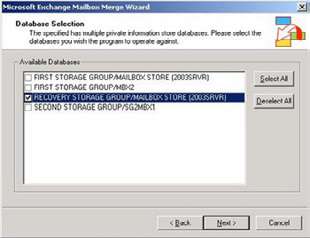 Microsoft Exchange Mailbox Merge Wizard
Database Selection
The specified has multiple private information store databases. Please select the
databases you wish the program to operate against.
Available Databases
FIRST STORAGE GROUP/MAILBOX STORE (2003SRVR)
FIRST STORAGE GROUP/MBX2
RECOVERY STORAGE GROUP/MAILBOX STORE (2003SRVR)
SECOND STORAGE GROUP/SG2MBX1
Select All
Deselect All
< Back
Next >
Cancel